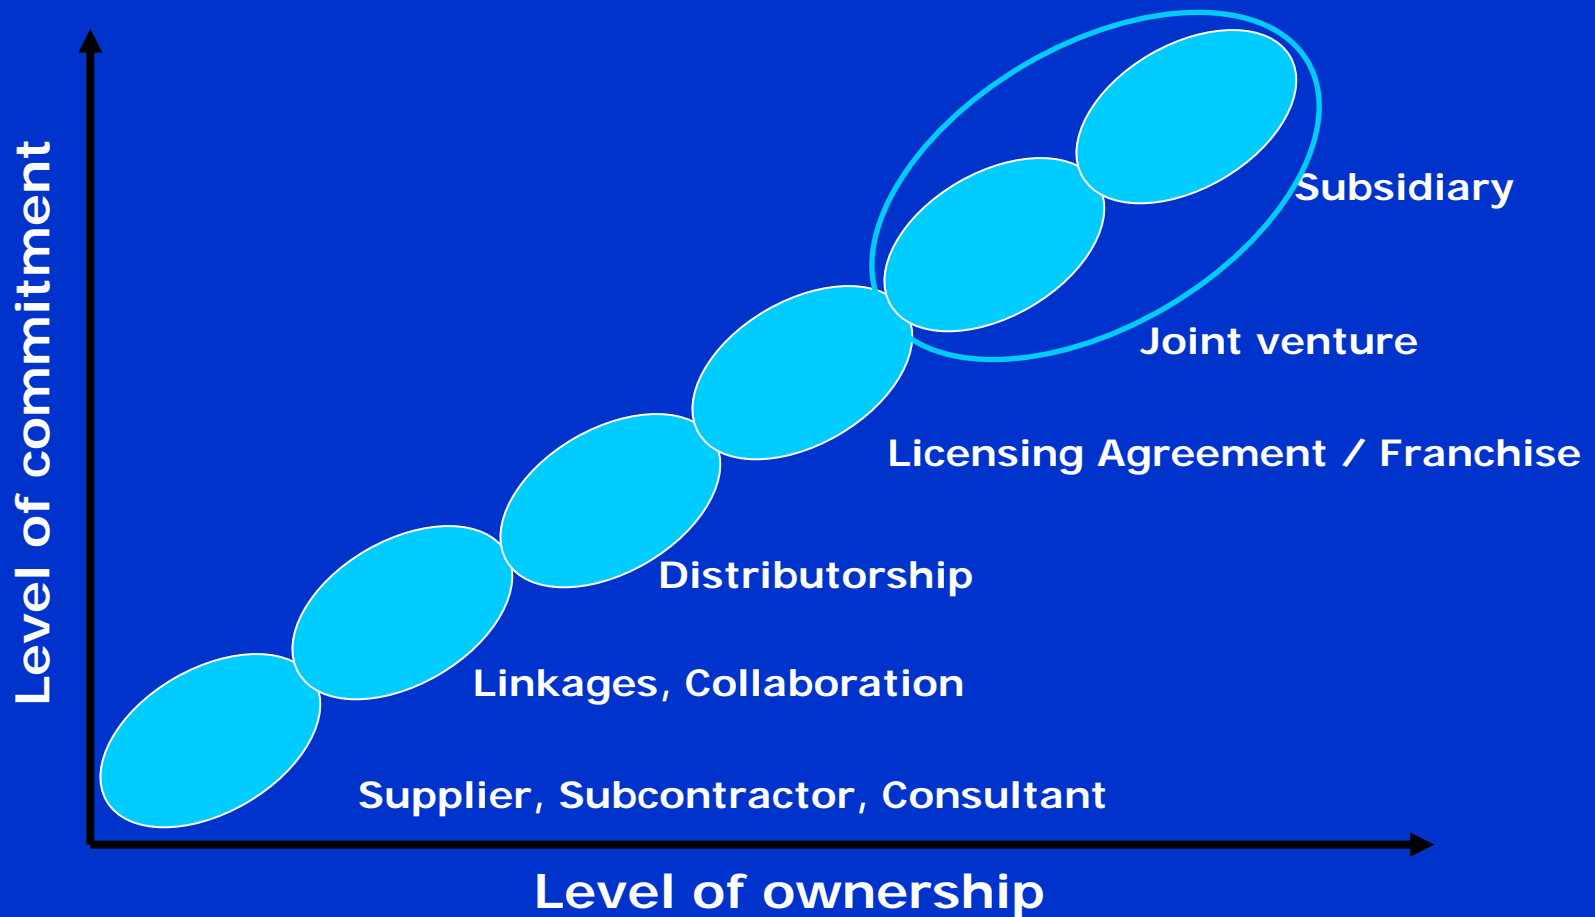 Level of commitment
Subsidiary
Joint venture
Licensing Agreement / Franchise
Distributorship
Linkages, Collaboration
Supplier, Subcontractor, Consultant
Level of ownership